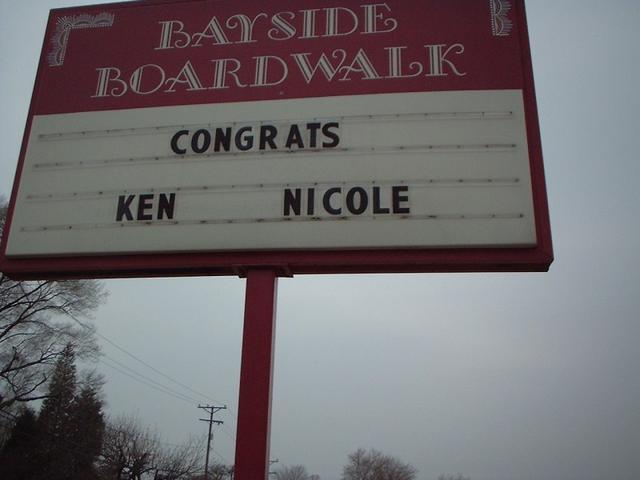 BAYSIDE
BOARDWALK
CONGRATS
KEN NICOLE